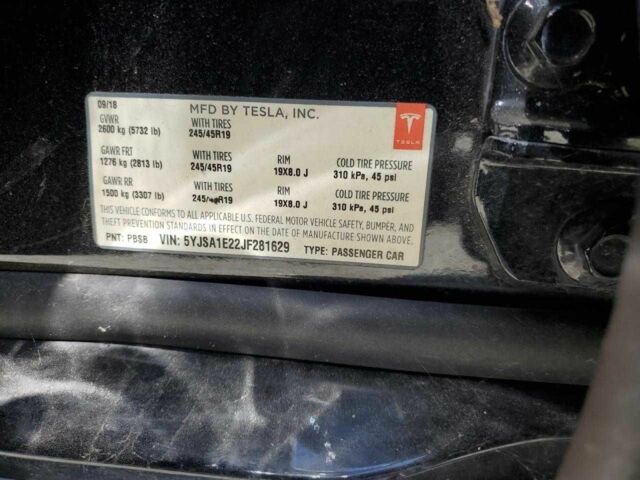 09/18 MFD BY TESLA, INC.
GVWR WITH TIRES
2600 kg (5732 lb) 245/45R19
TESLA
GAWR FRT WITH TIRES RIM COLD TIRE PRESSURE
1276 kg (2813 lb) 245/45R19 19X8.0 J 310 kPa, 45 psi
GAWR RR WITH TIRES RIM COLD TIRE PRESSURE
1500 kg (3307 lb) 19X8.0 J 310 kPa, 45 psi
THIS VEHICLE CONFORMS TO ALL APPLICABLE U.S. FEDERAL MOTOR VEHICLE SAFETY, BUMPER, AND
THEFT PREVENTION STANDARDS IN EFFECT ON THE DATE OF MANUFACTURE SHOWN ABOVE.
PNT: PBSB VIN: 5YJSA1E22JF281629 TYPE: PASSENGER CAR